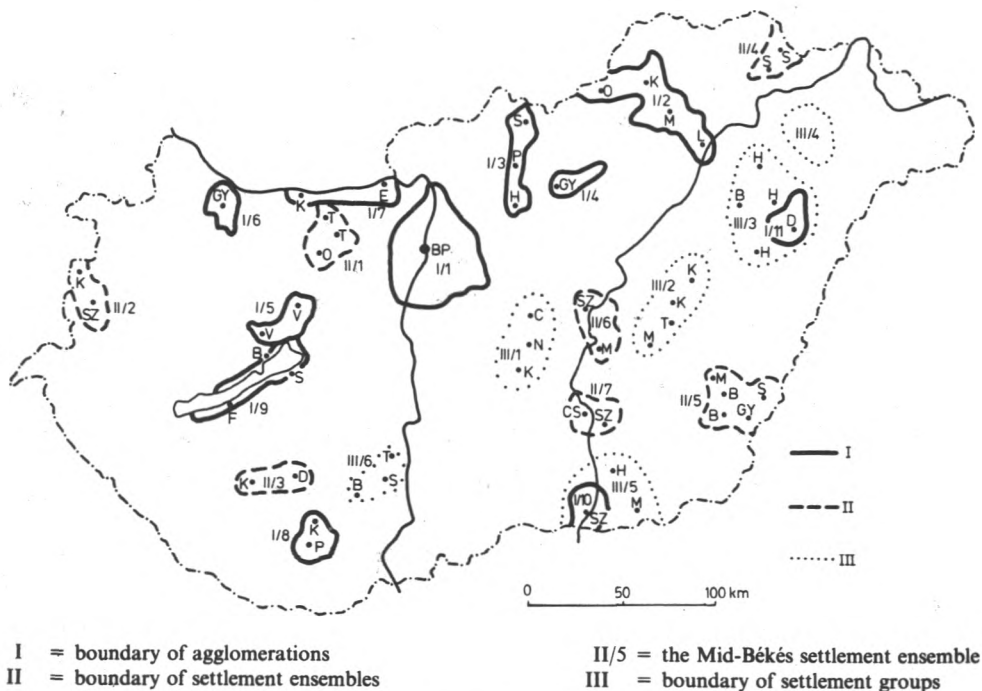 II/4
S
S
O
K
I/2
M
L
S
P
I/3
H
GY
I/4
III/4
H
B
H
III/3
I/11
D
H
GY
I/6
K
E
I/7
T
T
O
II/1
BP.
I/1
K
SZ
II/2
I/5
V
V
B
S
F
I/9
K
III/2
K
T
M
C
III/1
N
K
SZ
II/6
M
II/7
CS
SZ
M
S
B
II/5
B
GY
III/6
T
B
S
K
II/3
D
I/8
K
P
H
III/5
I/10
M
SZ
I
II
III
0 50 100 km
I = boundary of agglomerations
II = boundary of settlement ensembles
II/5 = the Mid-Békés settlement ensemble
III = boundary of settlement groups